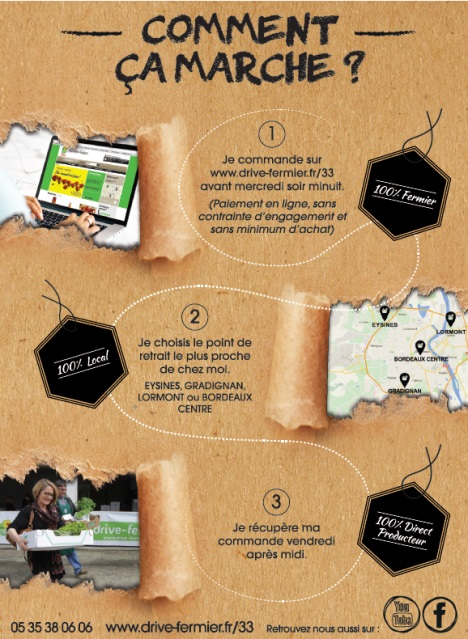 COMMENT
ÇA MARCHE ?
1
Je commande sur
www.drive-fermier.fr/33
avant mercredi soir minuit.
(Paiement en ligne, sans
contrainte d'engagement et
sans minimum d'achat)
100% Fermier
2
Je choisis le point de
retrait le plus proche
de chez moi.
EYSINES, GRADIGNAN,
LORMONT ou BORDEAUX
CENTRE
100% Local
EYSINES
LORMONT
BORDEAUX CENTRE
GRADIGNAN
3
Je récupère ma
commande vendredi
après midi.
100% Direct
Producteur
drive-fe
05 35 38 06 06
www.drive-fermier.fr/33
Retrouvez nous aussi sur :
You
Tube
f